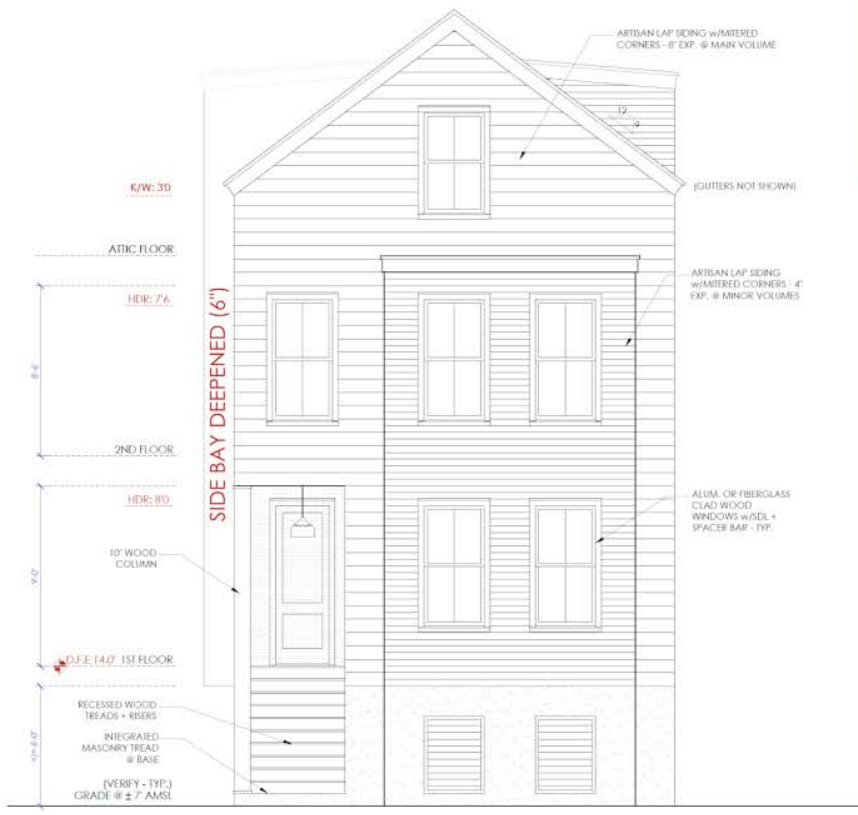 ARTISAN LAP SIDING w/MITERED
CORNERS - 8" EXP. @ MAIN VOLUME
12
9
K/W: 3'0
(GUTTERS NOT SHOWN)
ATTIC FLOOR
HDR: 7'6
ARTISAN LAP SIDING
w/MITERED CORNERS - 4"
EXP. @ MINOR VOLUMES
SIDE BAY DEEPENED (6")
8'-6"
2ND FLOOR
HDR: 8'0
ALUM. OR FIBERGLASS
CLAD WOOD
WINDOWS w/SDL +
SPACER BAR - TYP.
10" WOOD
COLUMN
9'-0"
D.F.E 14.0' 1ST FLOOR
RECESSED WOOD
TREADS + RISERS
INTEGRATED
MASONRY TREAD
@ BASE
+/- 6'-0"
(VERIFY - TYP.)
GRADE @ ± 7' AMSL